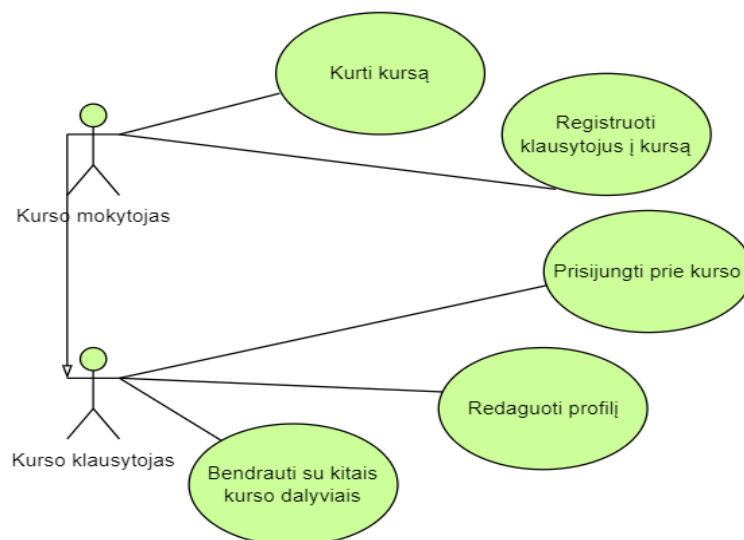 Kurti kursą
Registruoti
klausytojus į kursą
Kurso mokytojas
Prisijungti prie kurso
Redaguoti profilį
Kurso klausytojas
Bendrauti su kitais
kurso dalyviais